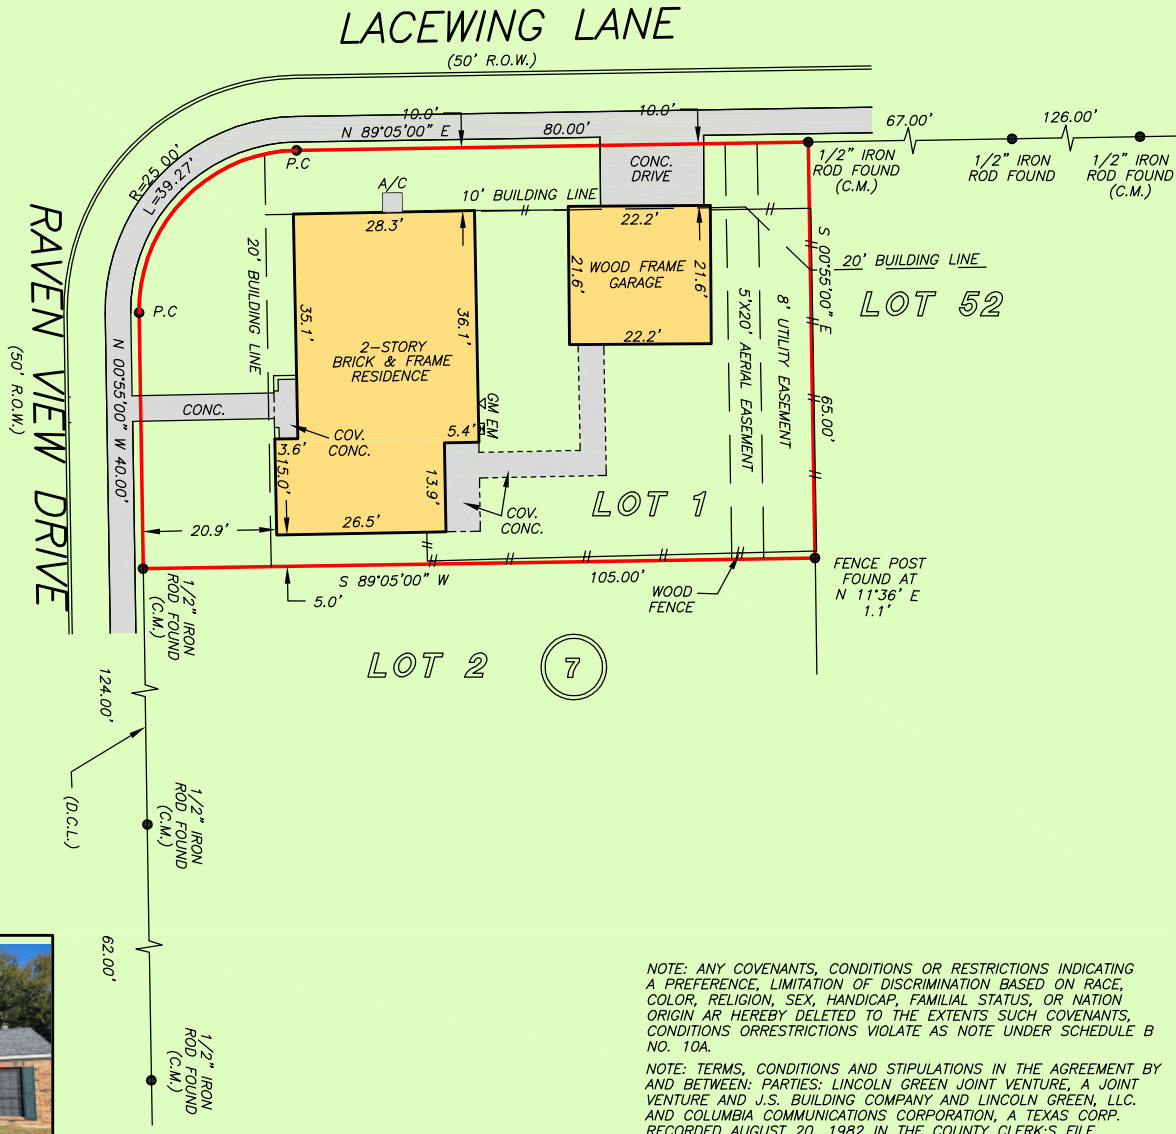 LACEWING LANE
(50' R.O.W.)
10.0'
10.0'
N 89°05'00" E
80.00'
67.00'
126.00'
P.C
R=25.00'
L=39.27'
CONC.
DRIVE
1/2" IRON
ROD FOUND
(C.M.)
1/2" IRON
ROD FOUND
1/2" IRON
ROD FOUND
(C.M.)
A/C
10' BUILDING LINE
28.3'
22.2'
RAVEN VIEW DRIVE
(50' R.O.W.)
20' BUILDING LINE
21.6'
WOOD FRAME
GARAGE
21.6'
S 00°55'00" E
65.00'
20' BUILDING LINE
LOT 52
P.C
35.1'
36.1'
22.2'
5'X20' AERIAL EASEMENT
8' UTILITY EASEMENT
2-STORY
BRICK & FRAME
RESIDENCE
N 00°55'00" W 40.00'
CONC.
COV.
CONC.
GM EM
5.4'
3.6'
15.0'
13.9'
LOT 1
COV.
CONC.
20.9'
26.5'
S 89°05'00" W
105.00'
5.0'
WOOD
FENCE
FENCE POST
FOUND AT
N 11°36' E
1.1'
1/2" IRON
ROD FOUND
(C.M.)
LOT 2
7
124.00'
(D.C.L.)
1/2" IRON
ROD FOUND
(C.M.)
62.00'
1/2" IRON
ROD FOUND
(C.M.)
NOTE: ANY COVENANTS, CONDITIONS OR RESTRICTIONS INDICATING
A PREFERENCE, LIMITATION OF DISCRIMINATION BASED ON RACE,
COLOR, RELIGION, SEX, HANDICAP, FAMILIAL STATUS, OR NATION
ORIGIN AR HEREBY DELETED TO THE EXTENTS SUCH COVENANTS,
CONDITIONS ORRESTRICTIONS VIOLATE AS NOTE UNDER SCHEDULE B
NO. 10A.
NOTE: TERMS, CONDITIONS AND STIPULATIONS IN THE AGREEMENT BY
AND BETWEEN: PARTIES: LINCOLN GREEN JOINT VENTURE, A JOINT
VENTURE AND J.S. BUILDING COMPANY AND LINCOLN GREEN, LLC.
AND COLUMBIA COMMUNICATIONS CORPORATION, A TEXAS CORP.
RECORDED AUGUST 20, 1982 IN THE COUNTY CLERK:S FILE